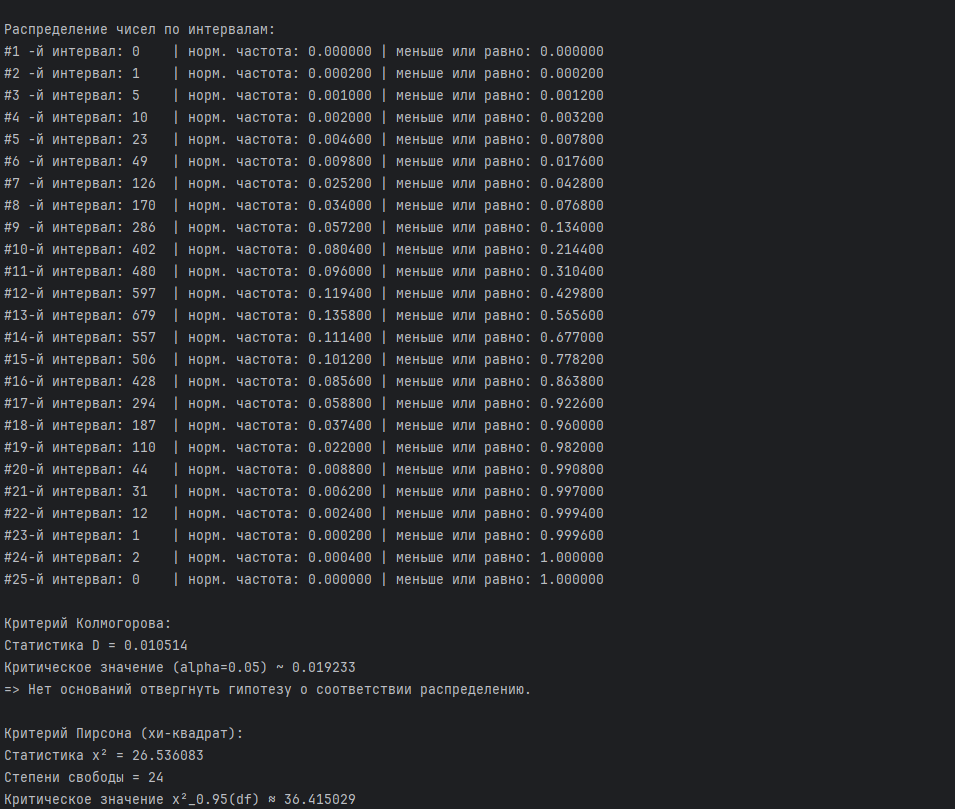 Распределение чисел по интервалам:
#1 -й интервал: 0    | норм. частота: 0.000000 | меньше или равно: 0.000000
#2 -й интервал: 1    | норм. частота: 0.000200 | меньше или равно: 0.000200
#3 -й интервал: 5    | норм. частота: 0.001000 | меньше или равно: 0.001200
#4 -й интервал: 10   | норм. частота: 0.002000 | меньше или равно: 0.003200
#5 -й интервал: 23   | норм. частота: 0.004600 | меньше или равно: 0.007800
#6 -й интервал: 49   | норм. частота: 0.009800 | меньше или равно: 0.017600
#7 -й интервал: 126  | норм. частота: 0.025200 | меньше или равно: 0.042800
#8 -й интервал: 170  | норм. частота: 0.034000 | меньше или равно: 0.076800
#9 -й интервал: 286  | норм. частота: 0.057200 | меньше или равно: 0.134000
#10-й интервал: 402  | норм. частота: 0.080400 | меньше или равно: 0.214400
#11-й интервал: 480  | норм. частота: 0.096000 | меньше или равно: 0.310400
#12-й интервал: 597  | норм. частота: 0.119400 | меньше или равно: 0.429800
#13-й интервал: 679  | норм. частота: 0.135800 | меньше или равно: 0.565600
#14-й интервал: 557  | норм. частота: 0.111400 | меньше или равно: 0.677000
#15-й интервал: 506  | норм. частота: 0.101200 | меньше или равно: 0.778200
#16-й интервал: 428  | норм. частота: 0.085600 | меньше или равно: 0.863800
#17-й интервал: 294  | норм. частота: 0.058800 | меньше или равно: 0.922600
#18-й интервал: 187  | норм. частота: 0.037400 | меньше или равно: 0.960000
#19-й интервал: 110  | норм. частота: 0.022000 | меньше или равно: 0.982000
#20-й интервал: 44   | норм. частота: 0.008800 | меньше или равно: 0.990800
#21-й интервал: 31   | норм. частота: 0.006200 | меньше или равно: 0.997000
#22-й интервал: 12   | норм. частота: 0.002400 | меньше или равно: 0.999400
#23-й интервал: 1    | норм. частота: 0.000200 | меньше или равно: 0.999600
#24-й интервал: 2    | норм. частота: 0.000400 | меньше или равно: 1.000000
#25-й интервал: 0    | норм. частота: 0.000000 | меньше или равно: 1.000000
Критерий Колмогорова:
Статистика D = 0.010514
Критическое значение (alpha=0.05) ~ 0.019233
=> Нет оснований отвергнуть гипотезу о соответствии распределению.
Критерий Пирсона (хи-квадрат):
Статистика x² = 26.536083
Степени свободы = 24
Критическое значение x²_0.95(df) ≈ 36.415029